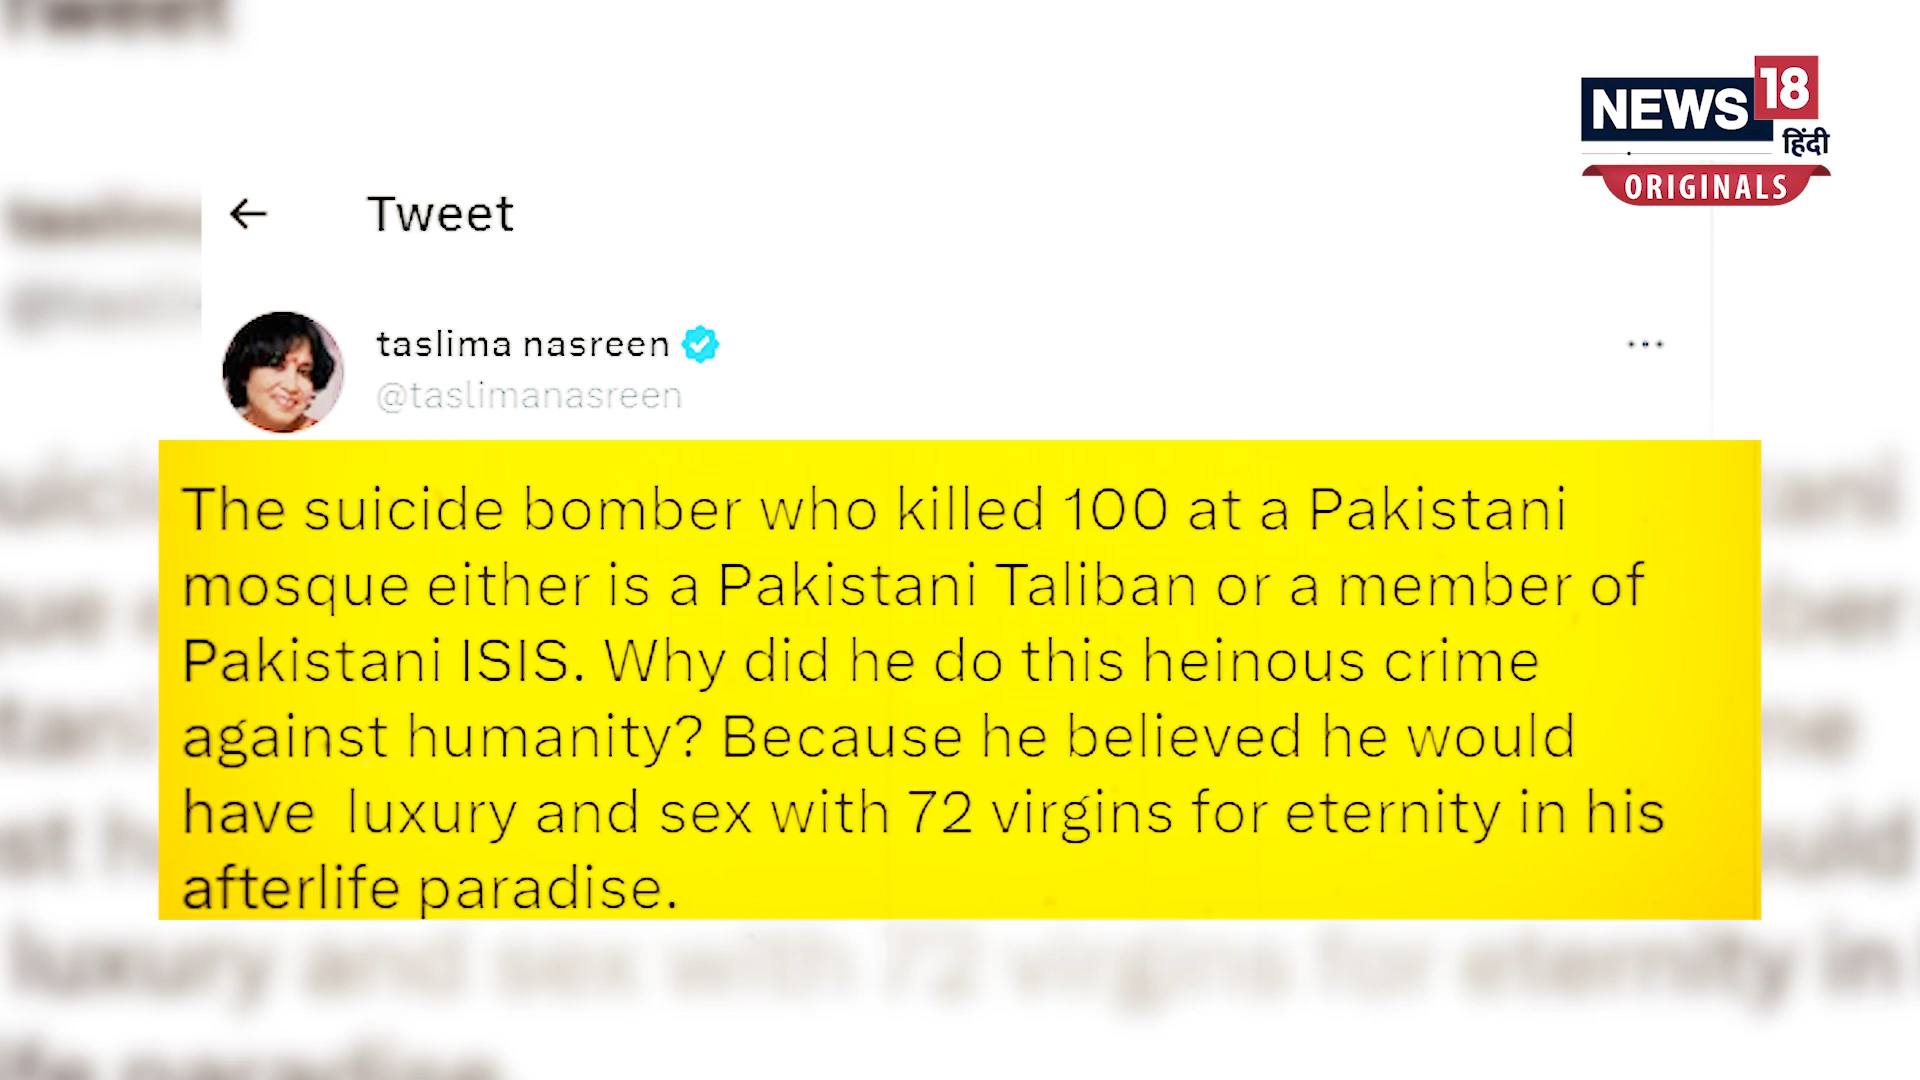 NEWS 18
हिंदी
ORIGINALS
Tweet
taslima nasreen
@taslimanasreen
The suicide bomber who killed 100 at a Pakistani
mosque either is a Pakistani Taliban or a member of
Pakistani ISIS. Why did he do this heinous crime
against humanity? Because he believed he would
have luxury and sex with 72 virgins for eternity in his
afterlife paradise.